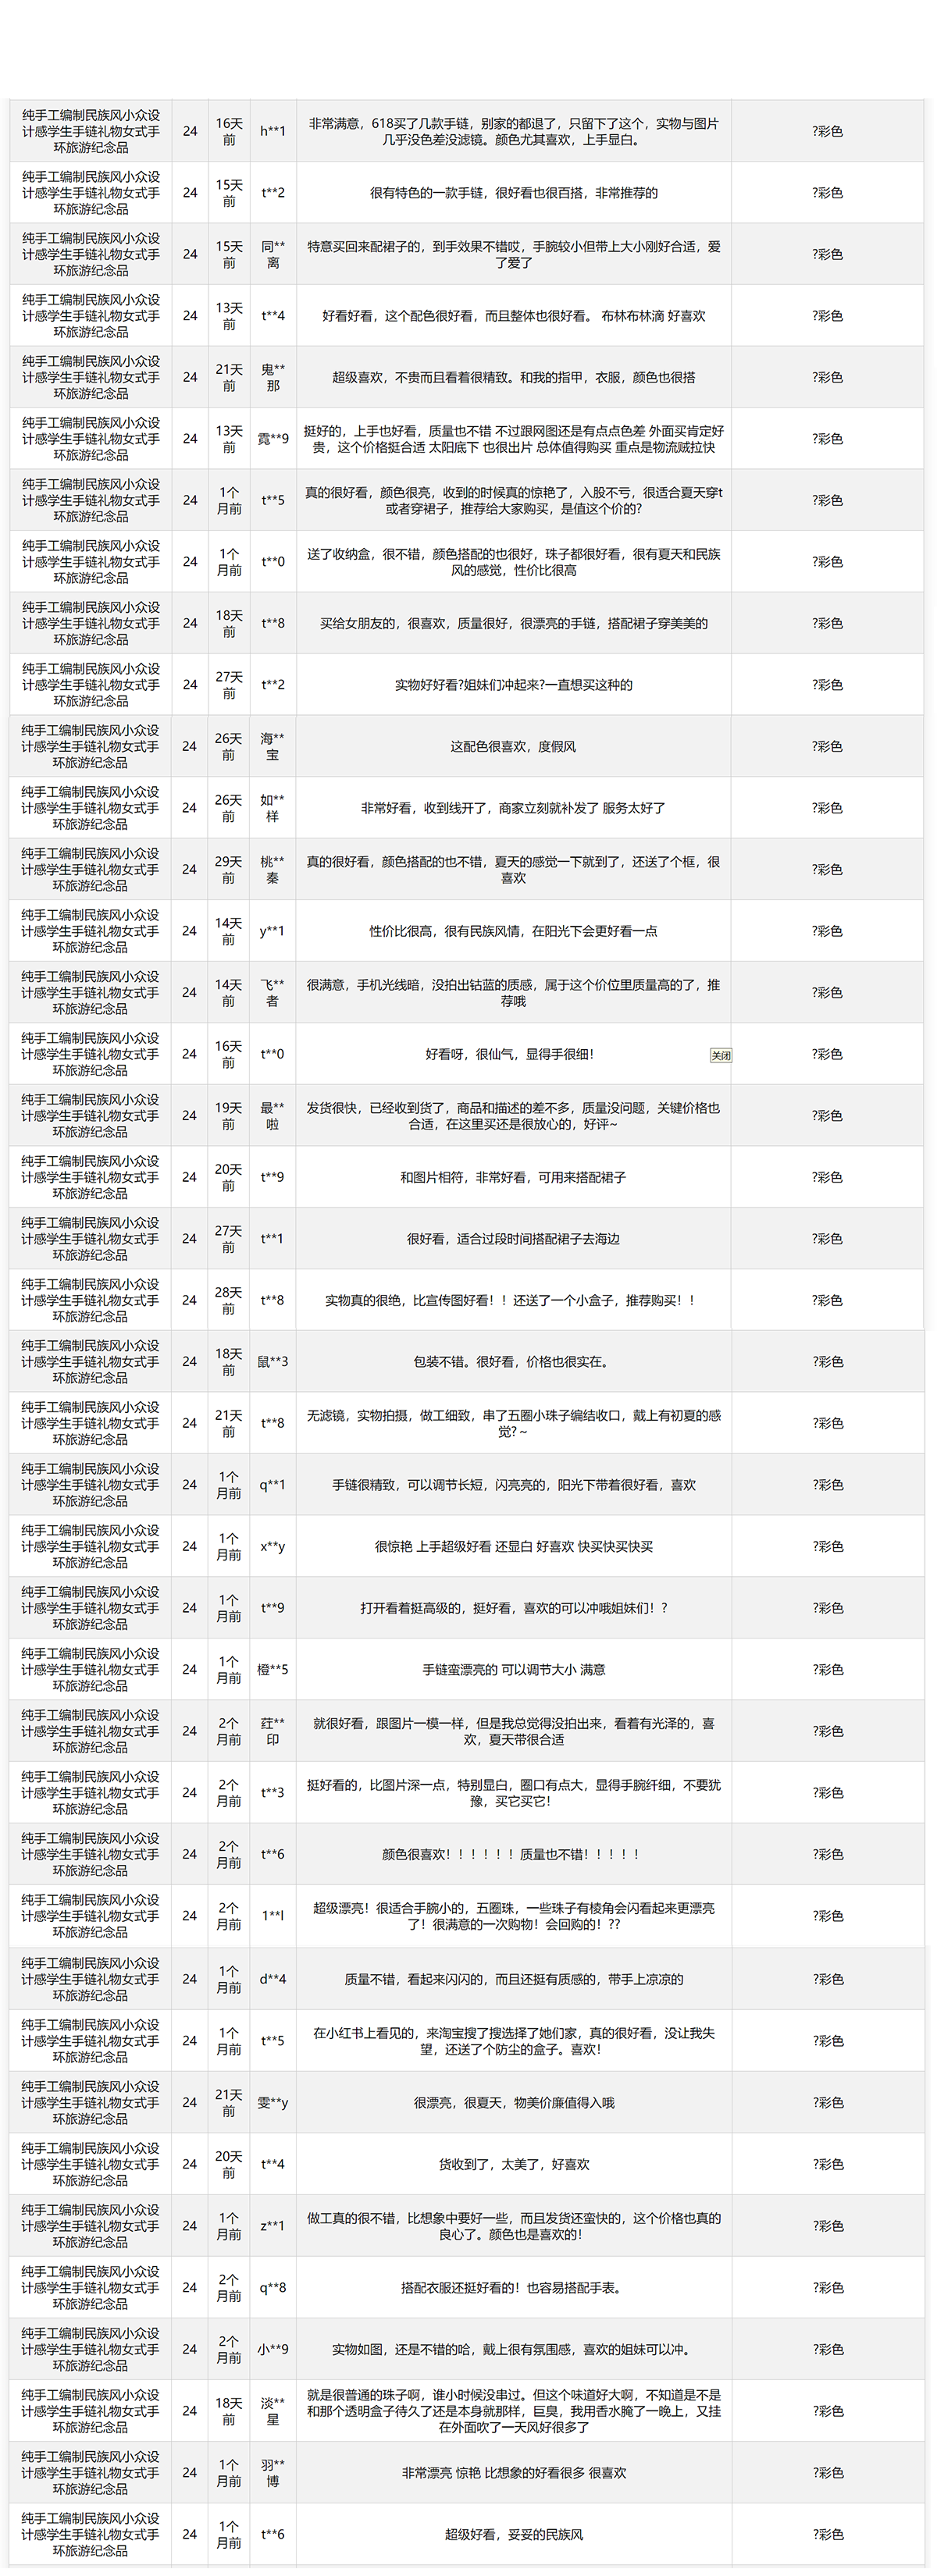 纯手工编制民族风小众设
计感学生手链礼物女式手
环旅游纪念品
24
16天
前
h**1
非常满意，618买了几款手链，别家的都退了，只留下了这个，实物与图片
几乎没色差没滤镜。颜色尤其喜欢，上手显白。
?彩色
纯手工编制民族风小众设
计感学生手链礼物女式手
环旅游纪念品
24
15天
前
t**2
很有特色的一款手链，很好看也很百搭，非常推荐的
?彩色
纯手工编制民族风小众设
计感学生手链礼物女式手
环旅游纪念品
24
15天
前
同**
离
特意买回来配裙子的，到手效果不错哎，手腕较小但带上大小刚好合适，爱
了爱了
?彩色
纯手工编制民族风小众设
计感学生手链礼物女式手
环旅游纪念品
24
13天
前
t**4
好看好看，这个配色很好看，而且整体也很好看。 布林布林滴 好喜欢
?彩色
纯手工编制民族风小众设
计感学生手链礼物女式手
环旅游纪念品
24
21天
前
鬼**
那
超级喜欢，不贵而且看着很精致。和我的指甲，衣服，颜色也很搭
?彩色
纯手工编制民族风小众设
计感学生手链礼物女式手
环旅游纪念品
24
13天
前
霓**9
挺好的，上手也好看，质量也不错 不过跟网图还是有点点色差 外面买肯定好
贵，这个价格挺合适 太阳底下 也很出片 总体值得购买 重点是物流贼拉快
?彩色
纯手工编制民族风小众设
计感学生手链礼物女式手
环旅游纪念品
24
1个
月前
t**5
真的很好看，颜色很亮，收到的时候真的惊艳了，入股不亏，很适合夏天穿t
或者穿裙子，推荐给大家购买，是值这个价的?
?彩色
纯手工编制民族风小众设
计感学生手链礼物女式手
环旅游纪念品
24
1个
月前
t**0
送了收纳盒，很不错，颜色搭配的也很好，珠子都很好看，很有夏天和民族
风的感觉，性价比很高
?彩色
纯手工编制民族风小众设
计感学生手链礼物女式手
环旅游纪念品
24
18天
前
t**8
买给女朋友的，很喜欢，质量很好，很漂亮的手链，搭配裙子穿美美的
?彩色
纯手工编制民族风小众设
计感学生手链礼物女式手
环旅游纪念品
24
27天
前
t**2
实物好好看?姐妹们冲起来?一直想买这种的
?彩色
纯手工编制民族风小众设
计感学生手链礼物女式手
环旅游纪念品
24
26天
前
海**
宝
这配色很喜欢，度假风
?彩色
纯手工编制民族风小众设
计感学生手链礼物女式手
环旅游纪念品
24
26天
前
如**
样
非常好看，收到线开了，商家立刻就补发了 服务太好了
?彩色
纯手工编制民族风小众设
计感学生手链礼物女式手
环旅游纪念品
24
29天
前
桃**
秦
真的很好看，颜色搭配的也不错，夏天的感觉一下就到了，还送了个框，很
喜欢
?彩色
纯手工编制民族风小众设
计感学生手链礼物女式手
环旅游纪念品
24
14天
前
y**1
性价比很高，很有民族风情，在阳光下会更好看一点
?彩色
纯手工编制民族风小众设
计感学生手链礼物女式手
环旅游纪念品
24
14天
前
飞**
者
很满意，手机光线暗，没拍出钴蓝的质感，属于这个价位里质量高的了，推
荐哦
?彩色
纯手工编制民族风小众设
计感学生手链礼物女式手
环旅游纪念品
24
16天
前
t**0
好看呀，很仙气，显得手很细！
关闭
?彩色
纯手工编制民族风小众设
计感学生手链礼物女式手
环旅游纪念品
24
19天
前
最**
啦
发货很快，已经收到货了，商品和描述的差不多，质量没问题，关键价格也
合适，在这里买还是很放心的，好评~
?彩色
纯手工编制民族风小众设
计感学生手链礼物女式手
环旅游纪念品
24
20天
前
t**9
和图片相符，非常好看，可用来搭配裙子
?彩色
纯手工编制民族风小众设
计感学生手链礼物女式手
环旅游纪念品
24
27天
前
t**1
很好看，适合过段时间搭配裙子去海边
?彩色
纯手工编制民族风小众设
计感学生手链礼物女式手
环旅游纪念品
24
28天
前
t**8
实物真的很绝，比宣传图好看！！还送了一个小盒子，推荐购买！！
?彩色
纯手工编制民族风小众设
计感学生手链礼物女式手
环旅游纪念品
24
18天
前
鼠**3
包装不错。很好看，价格也很实在。
?彩色
纯手工编制民族风小众设
计感学生手链礼物女式手
环旅游纪念品
24
21天
前
t**8
无滤镜，实物拍摄，做工细致，串了五圈小珠子编结收口，戴上有初夏的感
觉?～
?彩色
纯手工编制民族风小众设
计感学生手链礼物女式手
环旅游纪念品
24
1个
月前
q**1
手链很精致，可以调节长短，闪亮亮的，阳光下带着很好看，喜欢
?彩色
纯手工编制民族风小众设
计感学生手链礼物女式手
环旅游纪念品
24
1个
月前
x**y
很惊艳 上手超级好看 还显白 好喜欢 快买快买快买
?彩色
纯手工编制民族风小众设
计感学生手链礼物女式手
环旅游纪念品
24
1个
月前
t**9
打开看着挺高级的，挺好看，喜欢的可以冲哦姐妹们！?
?彩色
纯手工编制民族风小众设
计感学生手链礼物女式手
环旅游纪念品
24
1个
月前
橙**5
手链蛮漂亮的 可以调节大小 满意
?彩色
纯手工编制民族风小众设
计感学生手链礼物女式手
环旅游纪念品
24
2个
月前
荭**
印
就很好看，跟图片一模一样，但是我总觉得没拍出来，看着有光泽的，喜
欢，夏天带很合适
?彩色
纯手工编制民族风小众设
计感学生手链礼物女式手
环旅游纪念品
24
2个
月前
t**3
挺好看的，比图片深一点，特别显白，圈口有点大，显得手腕纤细，不要犹
豫，买它买它！
?彩色
纯手工编制民族风小众设
计感学生手链礼物女式手
环旅游纪念品
24
2个
月前
t**6
颜色很喜欢！！！！！！质量也不错！！！！！
?彩色
纯手工编制民族风小众设
计感学生手链礼物女式手
环旅游纪念品
24
2个
月前
1**l
超级漂亮！很适合手腕小的，五圈珠，一些珠子有棱角会闪看起来更漂亮
了！很满意的一次购物！会回购的！??
?彩色
纯手工编制民族风小众设
计感学生手链礼物女式手
环旅游纪念品
24
1个
月前
d**4
质量不错，看起来闪闪的，而且还挺有质感的，带手上凉凉的
?彩色
纯手工编制民族风小众设
计感学生手链礼物女式手
环旅游纪念品
24
1个
月前
t**5
在小红书上看见的，来淘宝搜了搜选择了她们家，真的很好看，没让我失
望，还送了个防尘的盒子。喜欢！
?彩色
纯手工编制民族风小众设
计感学生手链礼物女式手
环旅游纪念品
24
21天
前
雯**y
很漂亮，很夏天，物美价廉值得入哦
?彩色
纯手工编制民族风小众设
计感学生手链礼物女式手
环旅游纪念品
24
20天
前
t**4
货收到了，太美了，好喜欢
?彩色
纯手工编制民族风小众设
计感学生手链礼物女式手
环旅游纪念品
24
1个
月前
z**1
做工真的很不错，比想象中要好一些，而且发货还蛮快的，这个价格也真的
良心了。颜色也是喜欢的！
?彩色
纯手工编制民族风小众设
计感学生手链礼物女式手
环旅游纪念品
24
2个
月前
q**8
搭配衣服还挺好看的！也容易搭配手表。
?彩色
纯手工编制民族风小众设
计感学生手链礼物女式手
环旅游纪念品
24
2个
月前
小**9
实物如图，还是不错的哈，戴上很有氛围感，喜欢的姐妹可以冲。
?彩色
纯手工编制民族风小众设
计感学生手链礼物女式手
环旅游纪念品
24
18天
前
淡**
星
就是很普通的珠子啊，谁小时候没串过。但这个味道好大啊，不知道是不是
和那个透明盒子待久了还是本身就那样，巨臭，我用香水腌了一晚上，又挂
在外面吹了一天风好很多了
?彩色
纯手工编制民族风小众设
计感学生手链礼物女式手
环旅游纪念品
24
1个
月前
羽**
博
非常漂亮 惊艳 比想象的好看很多 很喜欢
?彩色
纯手工编制民族风小众设
计感学生手链礼物女式手
环旅游纪念品
24
1个
月前
t**6
超级好看，妥妥的民族风
?彩色